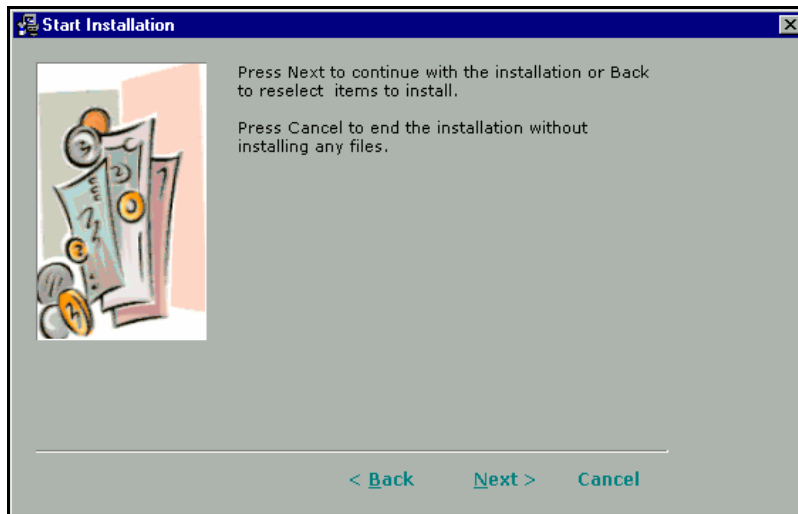 Start Installation
Press Next to continue with the installation or Back
to reselect  items to install.
Press Cancel to end the installation without
installing any files.
< Back
Next >
Cancel